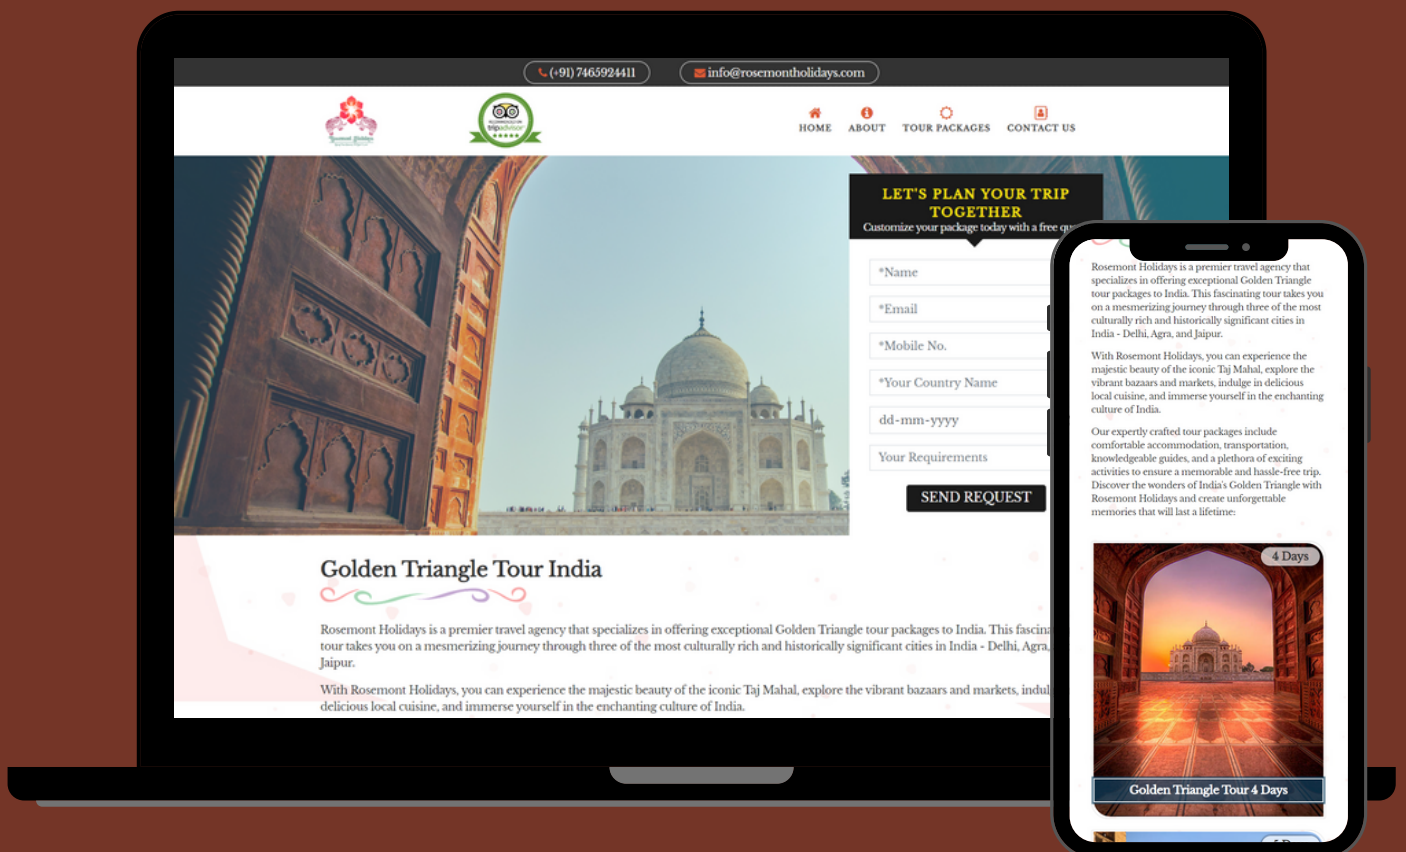 (+91) 7465924411
info@rosemontholidays.com
Rosemont Holidays
RECOMMENDED ON
tripadvisor
HOME
ABOUT
TOUR PACKAGES
CONTACT US
LET'S PLAN YOUR TRIP
TOGETHER
Customize your package today with a free
*Name
*Email
*Mobile No.
*Your Country Name
dd-mm-yyyy
Your Requirements
SEND REQUEST
Golden Triangle Tour India
Rosemont Holidays is a premier travel agency that specializes in offering exceptional Golden Triangle tour packages to India. This
tour takes you on a mesmerizing journey through three of the most culturally rich and historically significant cities in India - Delhi, Agra,
Jaipur.
With Rosemont Holidays, you can experience the majestic beauty of the iconic Taj Mahal, explore the vibrant bazaars and markets,
delicious local cuisine, and immerse yourself in the enchanting culture of India.
Rosemont Holidays is a premier travel agency that
specializes in offering exceptional Golden Triangle
tour packages to India. This fascinating tour takes you
on a mesmerizing journey through three of the most
culturally rich and historically significant cities in
India - Delhi, Agra, and Jaipur.
With Rosemont Holidays, you can experience the
majestic beauty of the iconic Taj Mahal, explore the
vibrant bazaars and markets, indulge in delicious
local cuisine, and immerse yourself in the enchanting
culture of India.
Our expertly crafted tour packages include
comfortable accommodation, transportation,
knowledgeable guides, and a plethora of exciting
activities to ensure a memorable and hassle-free trip.
Discover the wonders of India's Golden Triangle with
Rosemont Holidays and create unforgettable
memories that will last a lifetime:
4 Days
Golden Triangle Tour 4 Days